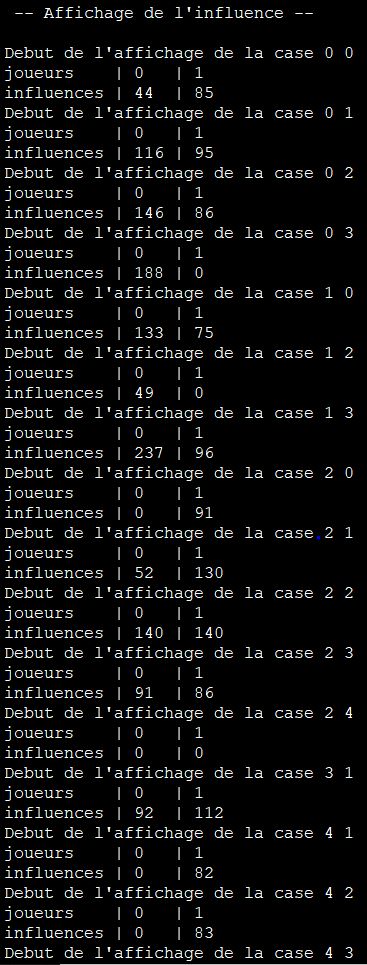 -- Affichage de l'influence --
Debut de l'affichage de la case 0 0
joueurs | 0 | 1
influences | 44 | 85
Debut de l'affichage de la case 0 1
joueurs | 0 | 1
influences | 116 | 95
Debut de l'affichage de la case 0 2
joueurs | 0 | 1
influences | 146 | 86
Debut de l'affichage de la case 0 3
joueurs | 0 | 1
influences | 188 | 0
Debut de l'affichage de la case 1 0
joueurs | 0 | 1
influences | 133 | 75
Debut de l'affichage de la case 1 2
joueurs | 0 | 1
influences | 49 | 0
Debut de l'affichage de la case 1 3
joueurs | 0 | 1
influences | 237 | 96
Debut de l'affichage de la case 2 0
joueurs | 0 | 1
influences | 0 | 91
Debut de l'affichage de la case 2 1
joueurs | 0 | 1
influences | 52 | 130
Debut de l'affichage de la case 2 2
joueurs | 0 | 1
influences | 140 | 140
Debut de l'affichage de la case 2 3
joueurs | 0 | 1
influences | 91 | 86
Debut de l'affichage de la case 2 4
joueurs | 0 | 1
influences | 0 | 0
Debut de l'affichage de la case 3 1
joueurs | 0 | 1
influences | 92 | 112
Debut de l'affichage de la case 4 1
joueurs | 0 | 1
influences | 0 | 82
Debut de l'affichage de la case 4 2
joueurs | 0 | 1
influences | 0 | 83
Debut de l'affichage de la case 4 3